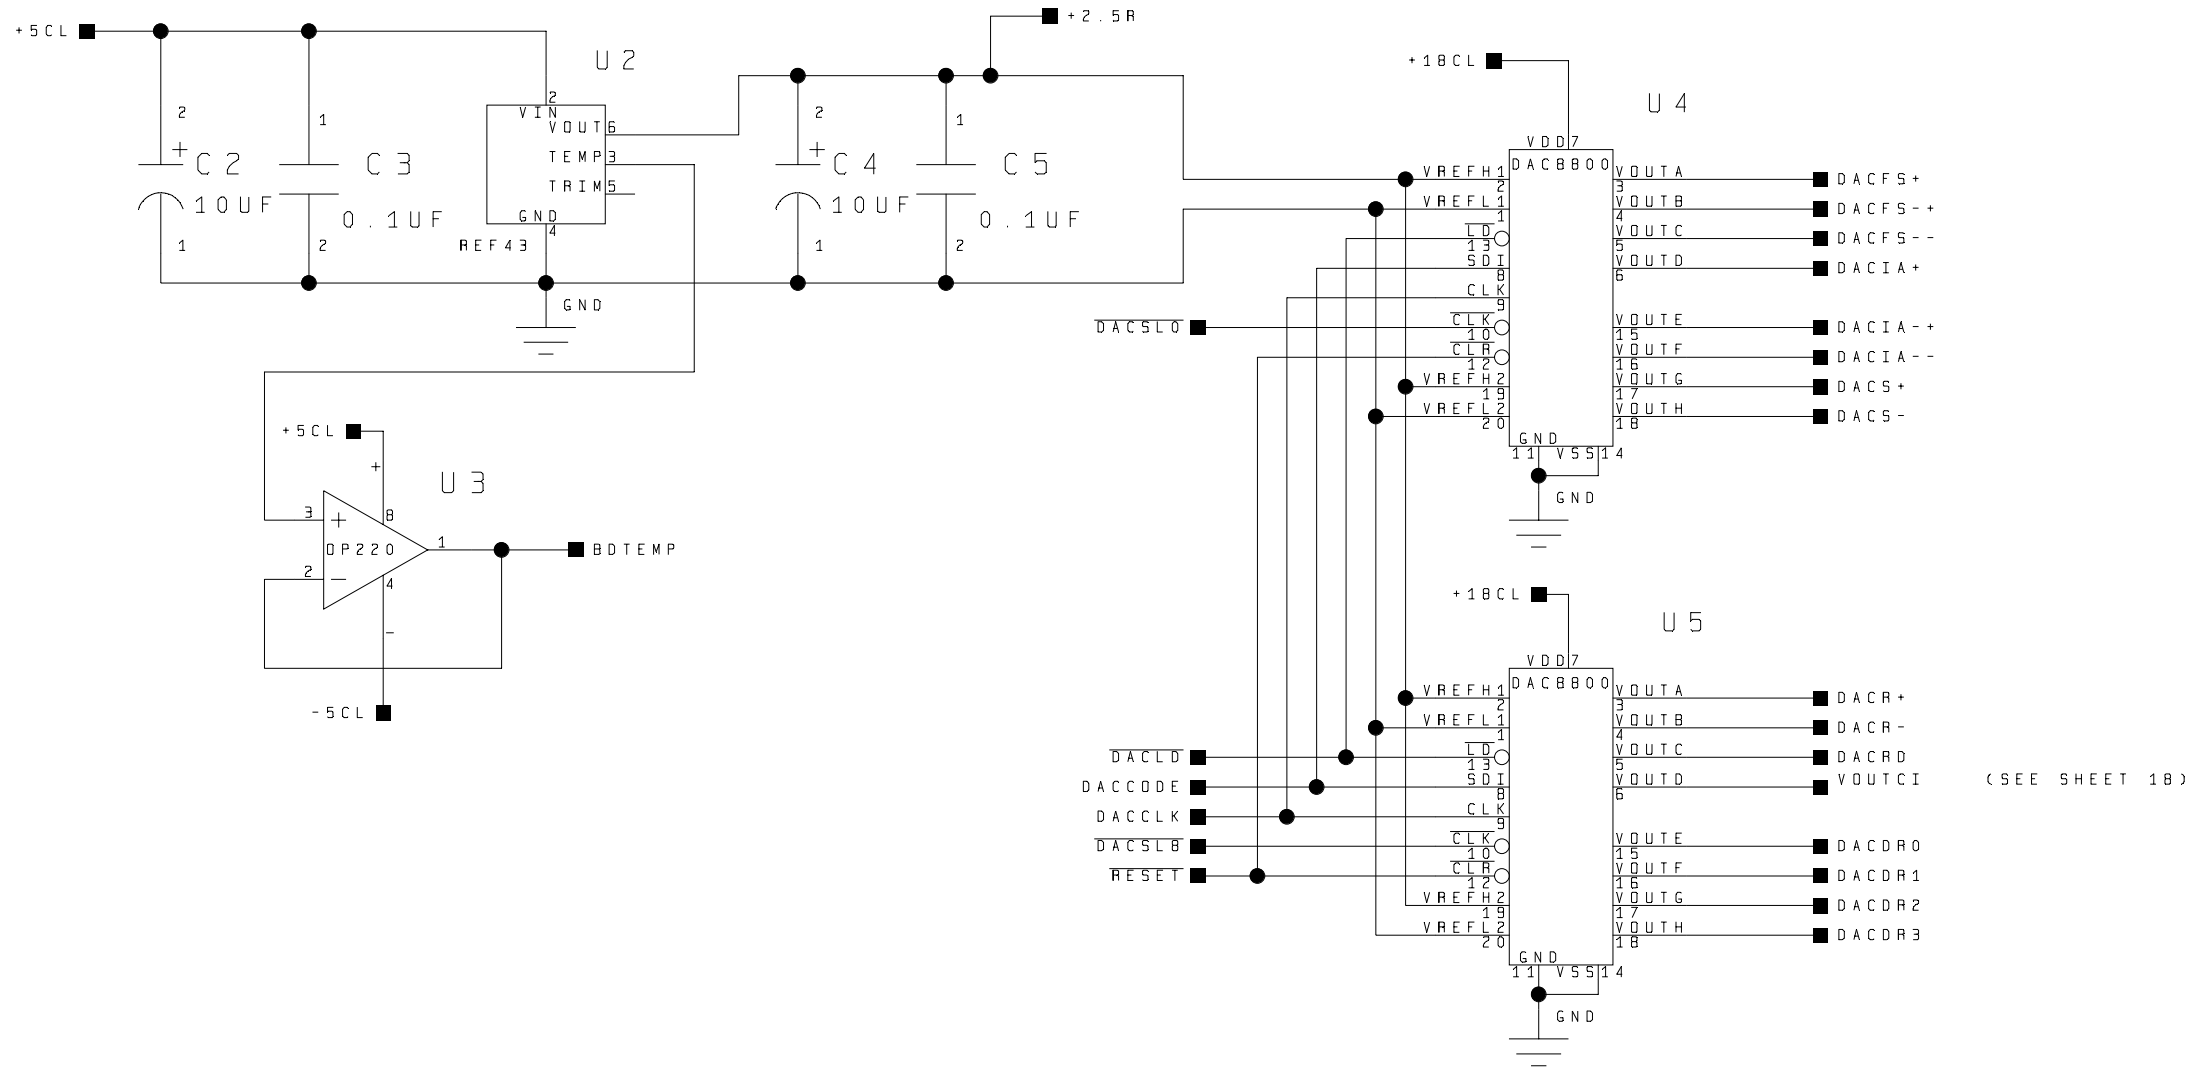 +5CL
+2.5R
U2
2
VIN
VOUT 6
TEMP 3
TRIM 5
GND
4
REF43
2
+
C2
10UF
1
1
C3
0.1UF
2
2
+
C4
10UF
1
1
C5
0.1UF
2
GND
+5CL
+
U3
3
+
8
OP220
1
BDTEMP
2
-
4
-
-5CL
+18CL
U4
VDD 7
DAC8800
VREFH1
2
VREFL1
1
LD
13
SDI
8
CLK
9
DACSL0
CLK
10
CLR
12
VREFH2
19
VREFL2
20
VOUTA
3
DACFS+
VOUTB
4
DACFS-+
VOUTC
5
DACFS--
VOUTD
6
DACIA+
VOUTE
15
DACIA-+
VOUTF
16
DACIA--
VOUTG
17
DACS+
VOUTH
18
DACS-
GND
11 VSS 14
GND
+18CL
U5
VDD 7
DAC8800
VREFH1
2
VREFL1
1
DACLD
LD
13
DACCODE
SDI
8
DACCLK
CLK
9
DACSL8
CLK
10
RESET
CLR
12
VREFH2
19
VREFL2
20
VOUTA
3
DACR+
VOUTB
4
DACR-
VOUTC
5
DACRD
VOUTD
6
VOUTCI (SEE SHEET 18)
VOUTE
15
DACDR0
VOUTF
16
DACDR1
VOUTG
17
DACDR2
VOUTH
18
DACDR3
GND
11 VSS 14
GND